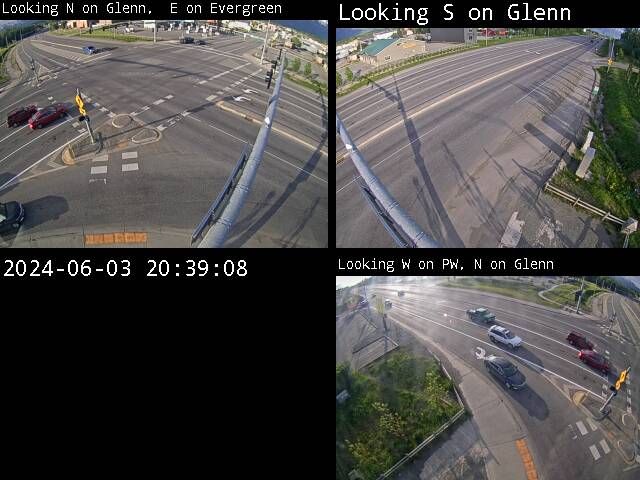 Looking N on Glenn, E on Evergreen
Looking S on Glenn
2024-06-03 20:39:08
Looking W on PW, N on Glenn